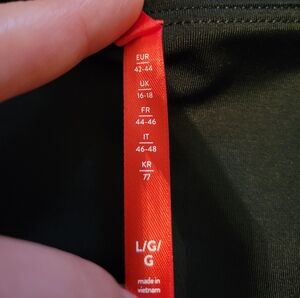 EUR
42-44
UK
16-18
FR
44-46
IT
46-48
KR
77
L/G/
G
made in
vietnam